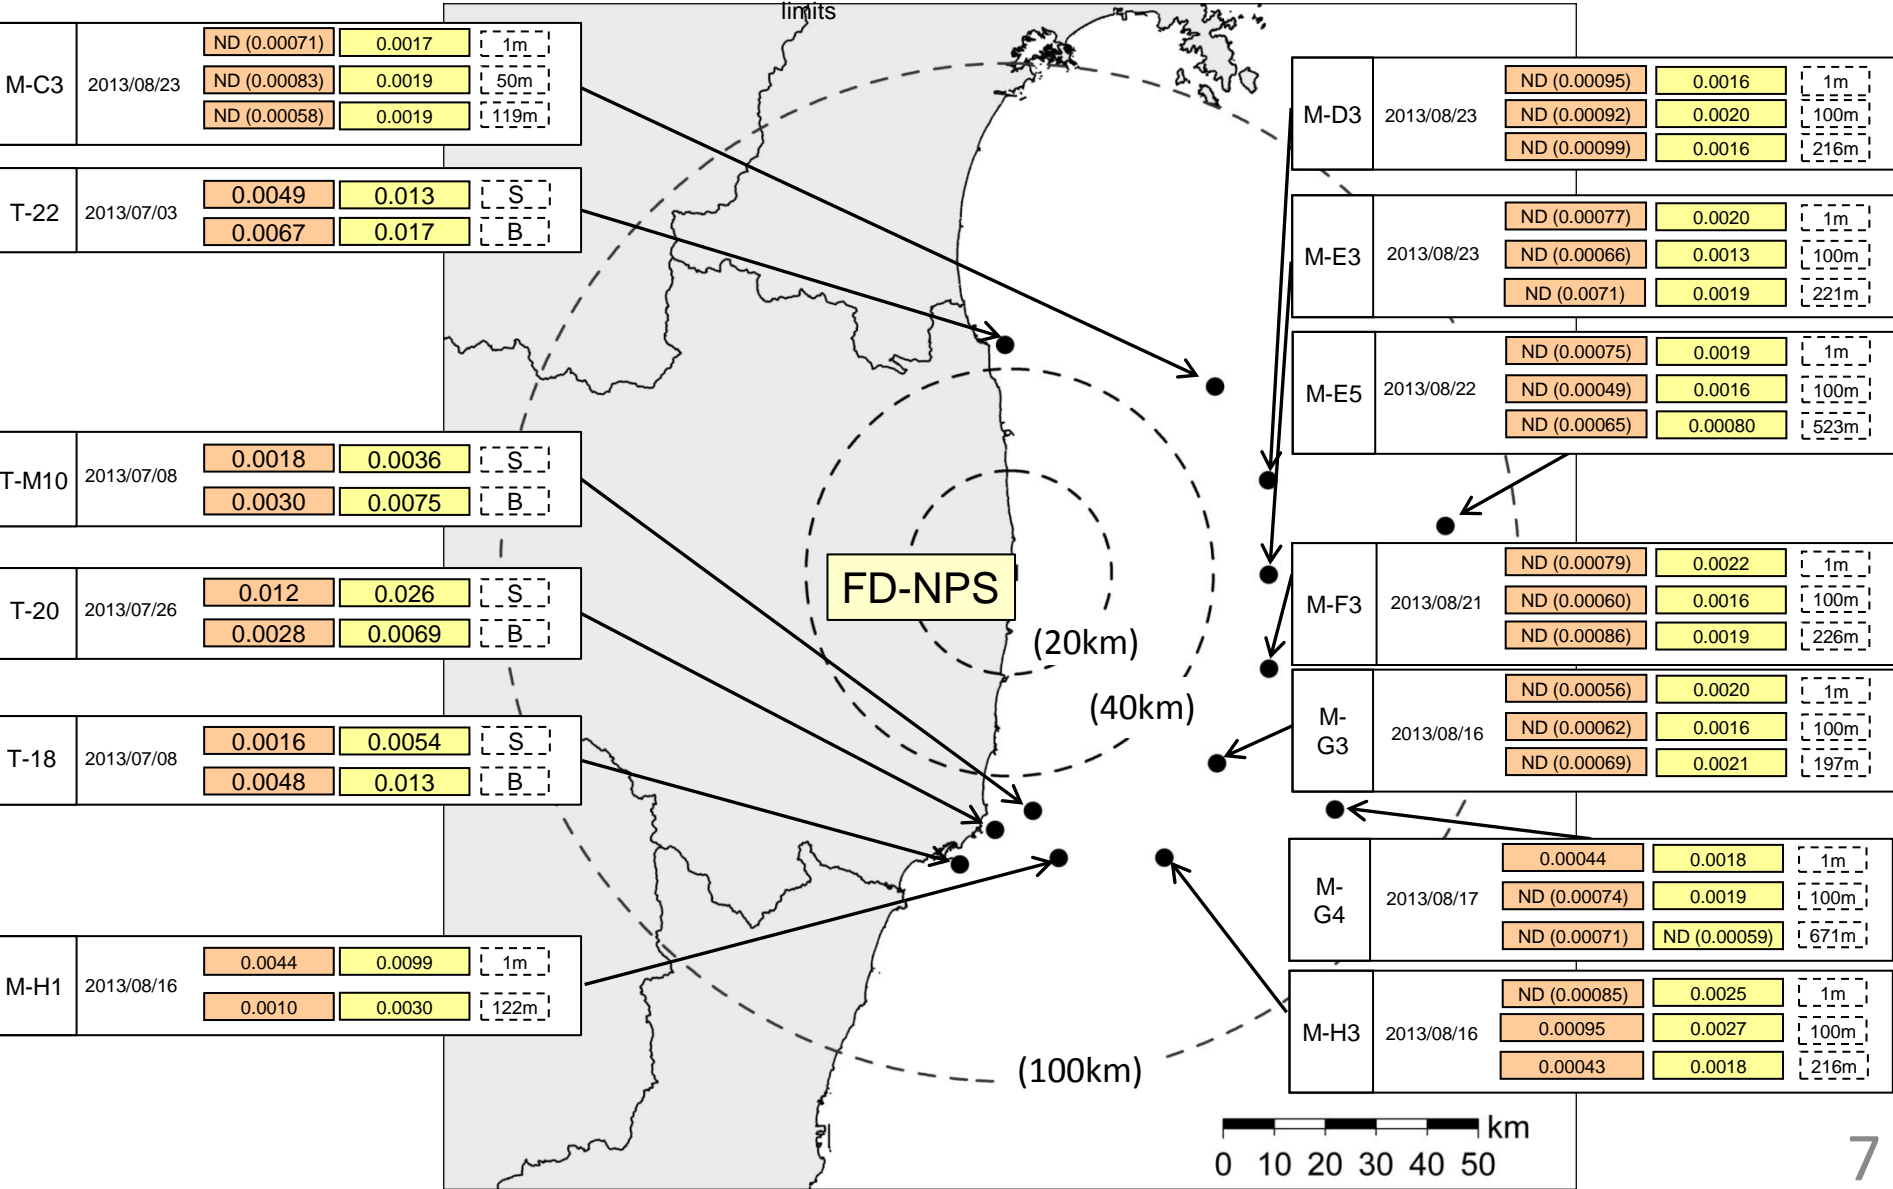 limits
M-C3 2013/08/23
ND (0.00071) 0.0017 1m
ND (0.00083) 0.0019 50m
ND (0.00058) 0.0019 119m
T-22 2013/07/03
0.0049 0.013 S
0.0067 0.017 B
T-M10 2013/07/08
0.0018 0.0036 S
0.0030 0.0075 B
T-20 2013/07/26
0.012 0.026 S
0.0028 0.0069 B
T-18 2013/07/08
0.0016 0.0054 S
0.0048 0.013 B
M-H1 2013/08/16
0.0044 0.0099 1m
0.0010 0.0030 122m
FD-NPS
(20km)
(40km)
(100km)
M-D3 2013/08/23
ND (0.00095) 0.0016 1m
ND (0.00092) 0.0020 100m
ND (0.00099) 0.0016 216m
M-E3 2013/08/23
ND (0.00077) 0.0020 1m
ND (0.00066) 0.0013 100m
ND (0.0071) 0.0019 221m
M-E5 2013/08/22
ND (0.00075) 0.0019 1m
ND (0.00049) 0.0016 100m
ND (0.00065) 0.00080 523m
M-F3 2013/08/21
ND (0.00079) 0.0022 1m
ND (0.00060) 0.0016 100m
ND (0.00086) 0.0019 226m
M-
G3 2013/08/16
ND (0.00056) 0.0020 1m
ND (0.00062) 0.0016 100m
ND (0.00069) 0.0021 197m
M-
G4 2013/08/17
0.00044 0.0018 1m
ND (0.00074) 0.0019 100m
ND (0.00071) ND (0.00059) 671m
M-H3 2013/08/16
ND (0.00085) 0.0025 1m
0.00095 0.0027 100m
0.00043 0.0018 216m
km
0 10 20 30 40 50
7